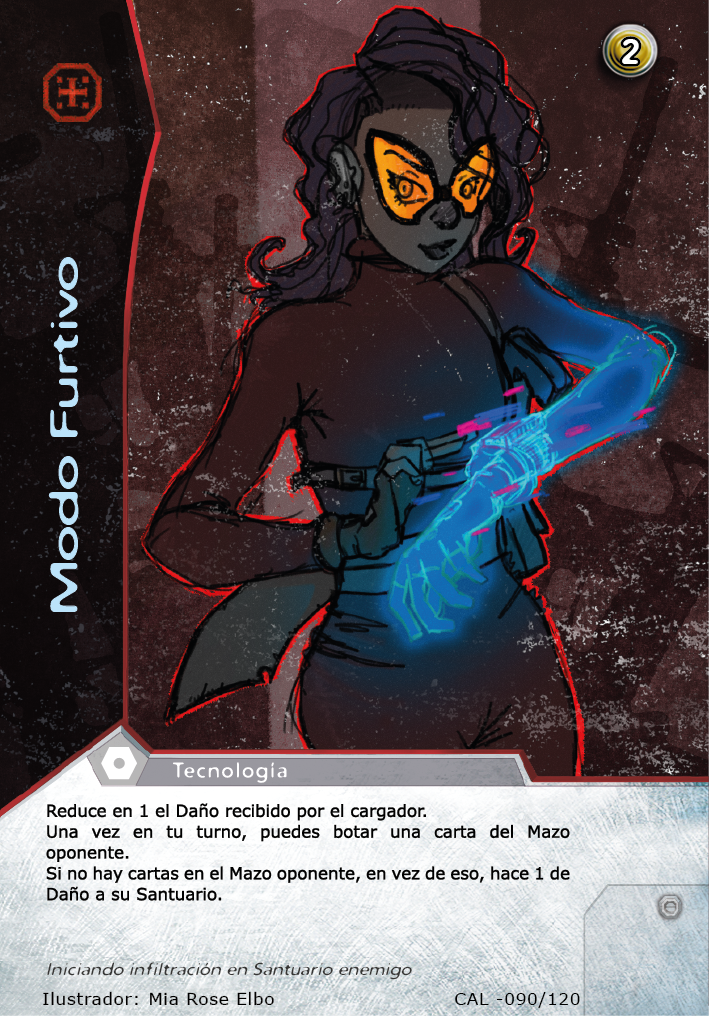 2
Modo Furtivo
Tecnología
Reduce en 1 el Daño recibido por el cargador.
Una vez en tu turno, puedes botar una carta del Mazo
oponente.
Si no hay cartas en el Mazo oponente, en vez de eso, hace 1 de
Daño a su Santuario.
Iniciando infiltración en Santuario enemigo
Ilustrador: Mia Rose Elbo CAL -090/120